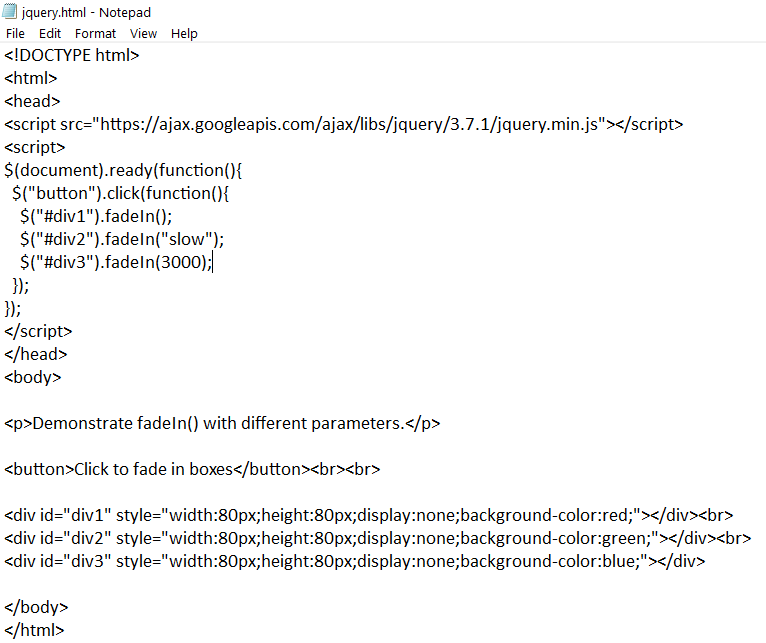 jquery.html - Notepad
File Edit Format View Help
<!DOCTYPE html>
<html>
<head>
<script src="https://ajax.googleapis.com/ajax/libs/jquery/3.7.1/jquery.min.js"></script>
<script>
$(document).ready(function(){
  $("button").click(function(){
    $("#div1").fadeIn();
    $("#div2").fadeIn("slow");
    $("#div3").fadeIn(3000);
  });
});
</script>
</head>
<body>

<p>Demonstrate fadeIn() with different parameters.</p>

<button>Click to fade in boxes</button><br><br>

<div id="div1" style="width:80px;height:80px;display:none;background-color:red;"></div><br>
<div id="div2" style="width:80px;height:80px;display:none;background-color:green;"></div><br>
<div id="div3" style="width:80px;height:80px;display:none;background-color:blue;"></div>

</body>
</html>